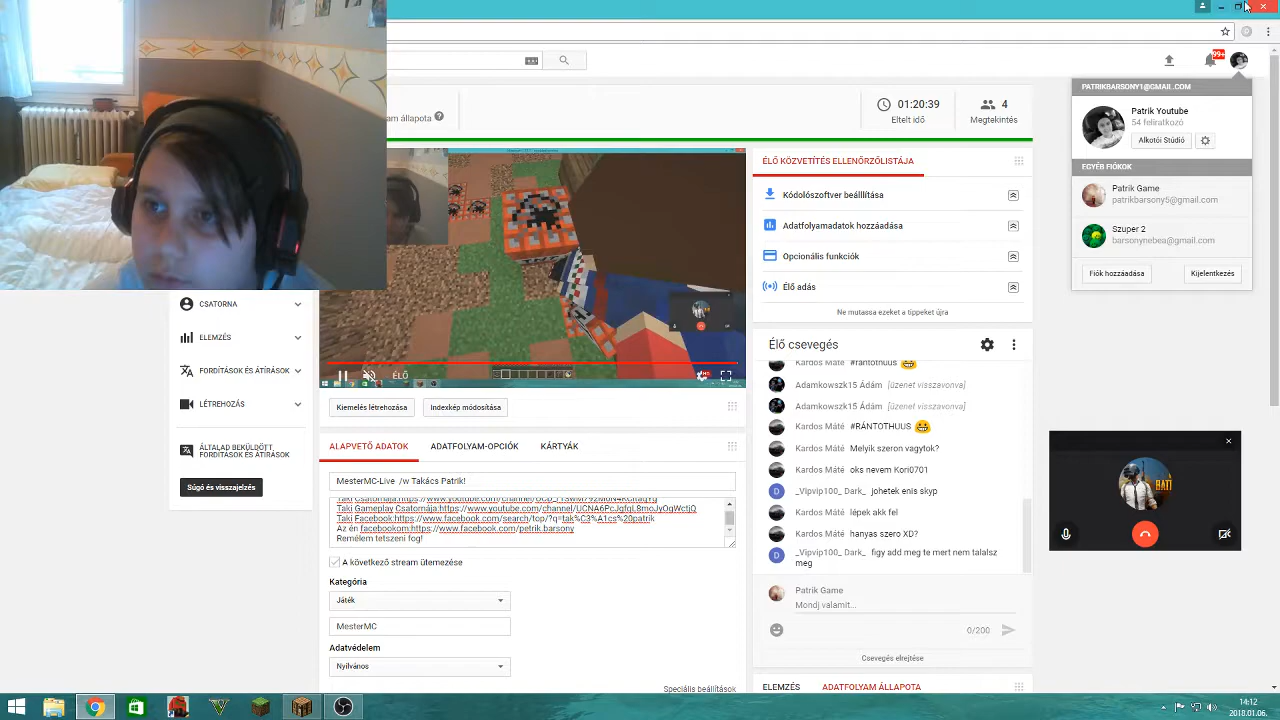 99+
PATRIKBARSONY1@GMAIL.COM
Patrik Youtube
54 feliratkozó
Alkotói Stúdió
EGYÉB FIÓKOK
Patrik Game
patrikbarsony5@gmail.com
Szuper 2
barsonynebea@gmail.com
Fiók hozzáadása
Kijelentkezés
am állapota
01:20:39
Eltelt idő
4
Megtekintés
ÉLŐ
CSATORNA
ELEMZÉS
FORDÍTÁSOK ÉS ÁTÍRÁSOK
LÉTREHOZÁS
ÁLTALAD BEKÜLDÖTT
FORDÍTÁSOK ÉS ÁTÍRÁSOK
Súgó és visszajelzés
Kiemelés létrehozása
Indexkép módosítása
ALAPVETŐ ADATOK
ADATFOLYAM-OPCIÓK
KÁRTYÁK
MesterMC-Live /w Takács Patrik!
Taki Gameplay Csatornája:https://www.youtube.com/channel/UCNA6PcJgfgL8moJyOqWctjQ
Taki Facebook:https://www.facebook.com/search/top/?q=tak%C3%A1cs%20patrik
Az én facebookom:https://www.facebook.com/petrik.barsony
Remélem tetszeni fog!
A következő stream ütemezése
Kategória
Játék
MesterMC
Adatvédelem
Nyilvános
Speciális beállítások
ÉLŐ KÖZVETÍTÉS ELLENŐRZŐLISTÁJA
Kódolószoftver beállítása
Adatfolyamadatok hozzáadása
Opcionális funkciók
Élő adás
Ne mutassa ezeket a tippeket újra
Élő csevegés
Kardos Máté #rántothuus
Adamkowszk15 Ádám [üzenet visszavonva]
Adamkowszk15 Ádám [üzenet visszavonva]
Kardos Máté #RÁNTOTHUUS
Kardos Máté Melyik szeron vagytok?
Kardos Máté oks nevem Kori0701
_Vipvip100_Dark_ johetek enis skyp
Kardos Máté lépek akk fel
Kardos Máté hanyas szero XD?
_Vipvip100_Dark_ figy add meg te mert nem talalsz
meg
Patrik Game
Mondj valamit...
0/200
Csevegés elrejtése
ELEMZÉS
ADATFOLYAM ÁLLAPOTA
14:12
2018.01.06.